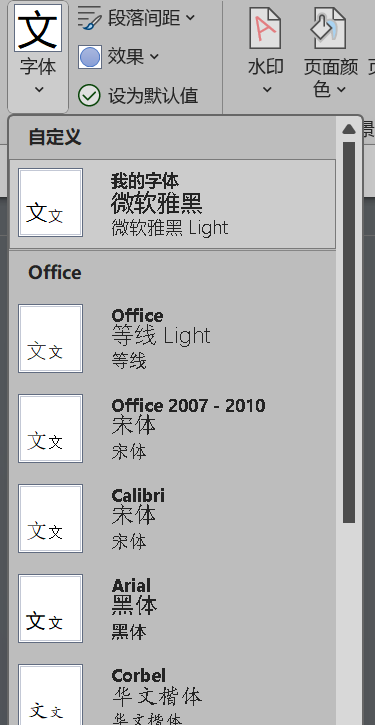 文
字体
段落间距
效果
设为默认值
水印
页面颜
色
自定义
文文
我的字体
微软雅黑
微软雅黑 Light
Office
文文
Office
等线 Light
等线
文文
Office 2007 - 2010
宋体
宋体
文文
Calibri
宋体
宋体
文文
Arial
黑体
黑体
文文
Corbel
华文楷体
华文楷体